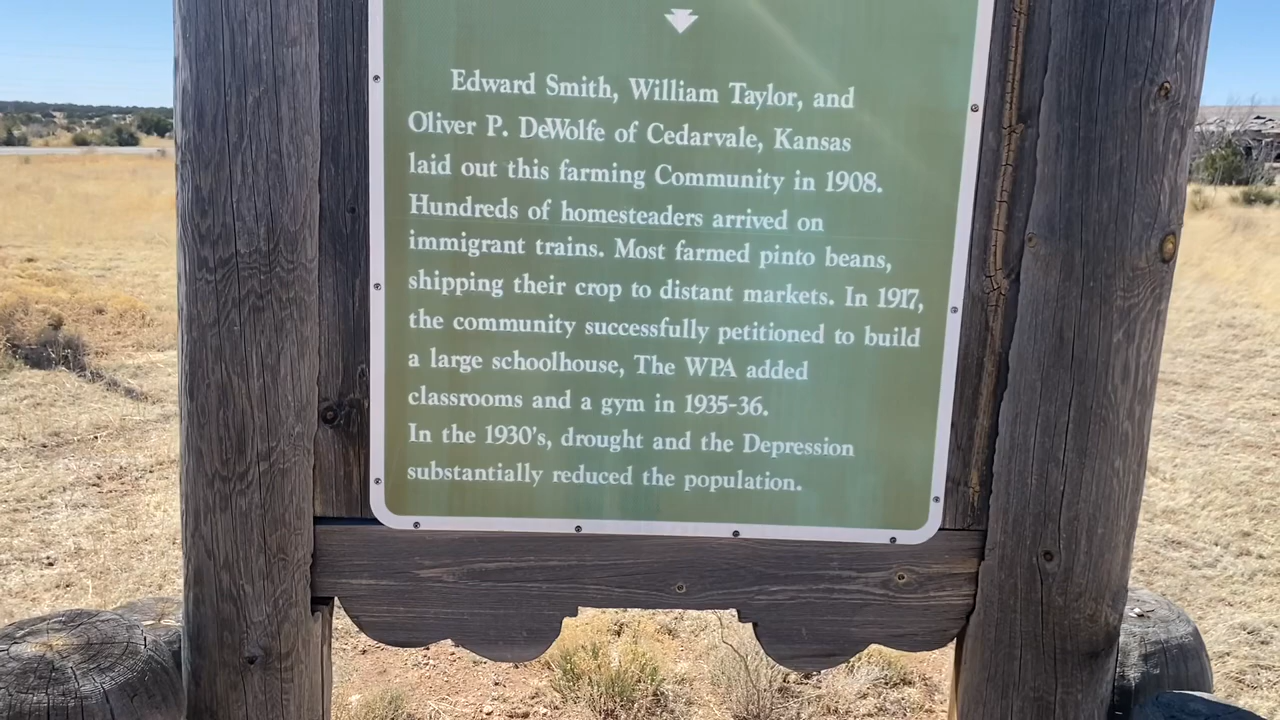 Edward Smith, William Taylor, and
Oliver P. DeWolfe of Cedarvale, Kansas
laid out this farming Community in 1908.
Hundreds of homesteaders arrived on
immigrant trains. Most farmed pinto beans,
shipping their crop to distant markets. In 1917,
the community successfully petitioned to build
a large schoolhouse, The WPA added
classrooms and a gym in 1935-36.
In the 1930's, drought and the Depression
substantially reduced the population.